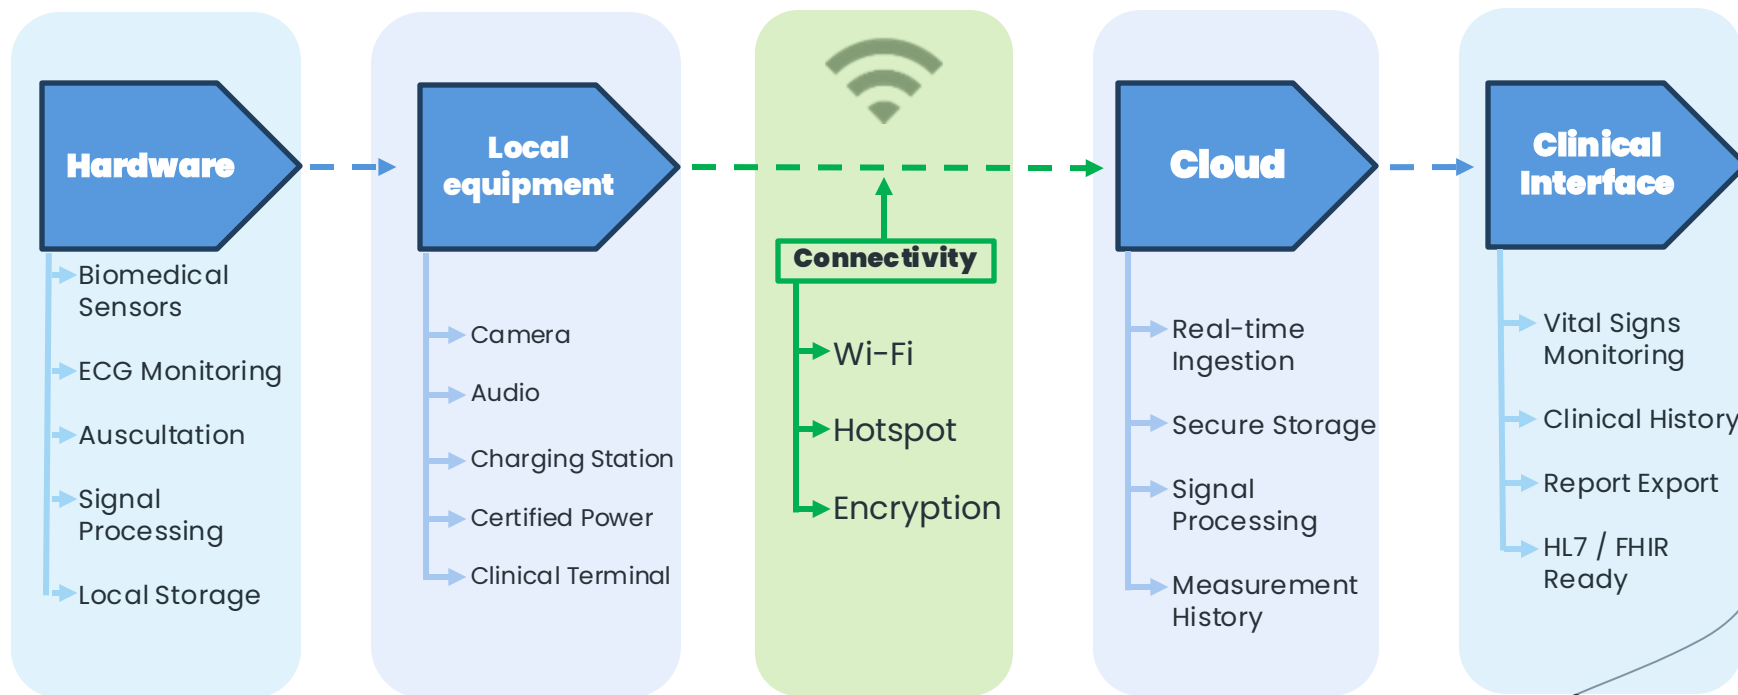 Hardware
Biomedical
Sensors
ECG Monitoring
Auscultation
Signal
Processing
Local Storage
Local
equipment
Camera
Audio
Charging Station
Certified Power
Clinical Terminal
Connectivity
Wi-Fi
Hotspot
Encryption
Cloud
Real-time
Ingestion
Secure Storage
Signal
Processing
Measurement
History
Clinical
Interface
Vital Signs
Monitoring
Clinical History
Report Export
HL7 / FHIR
Ready